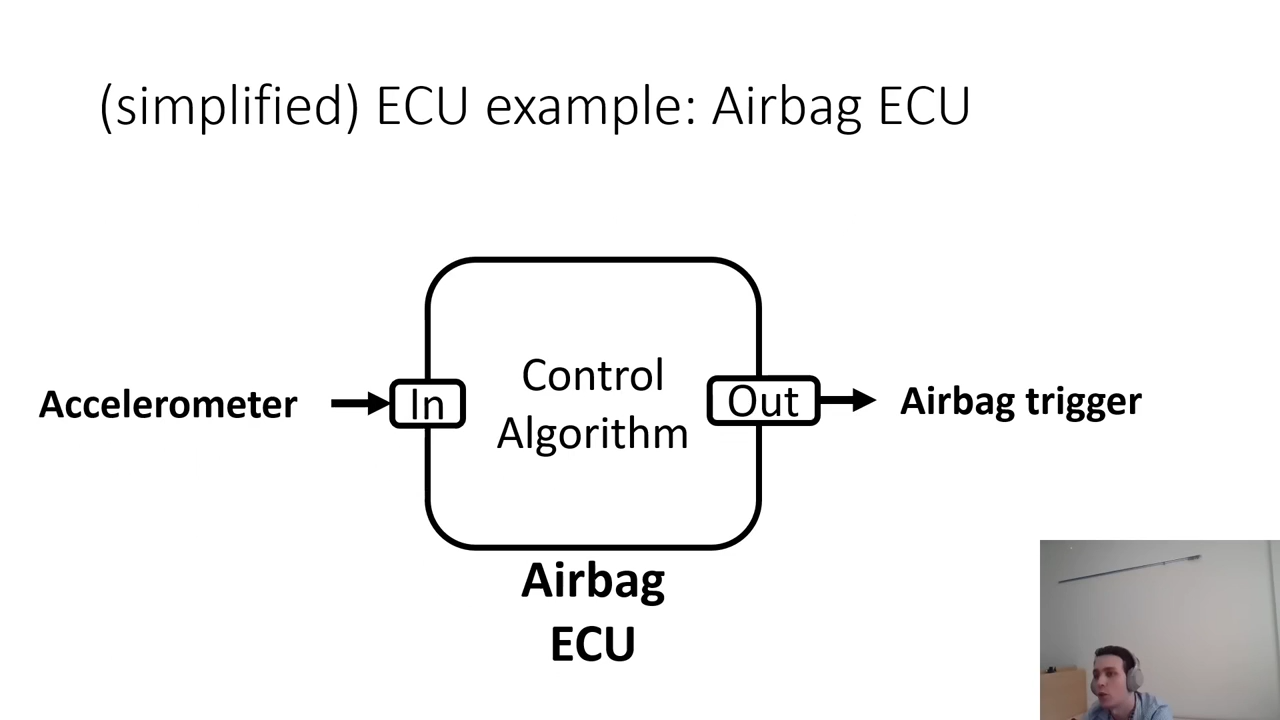 (simplified) ECU example: Airbag ECU
Accelerometer
In
Control
Algorithm
Out
Airbag trigger
Airbag
ECU